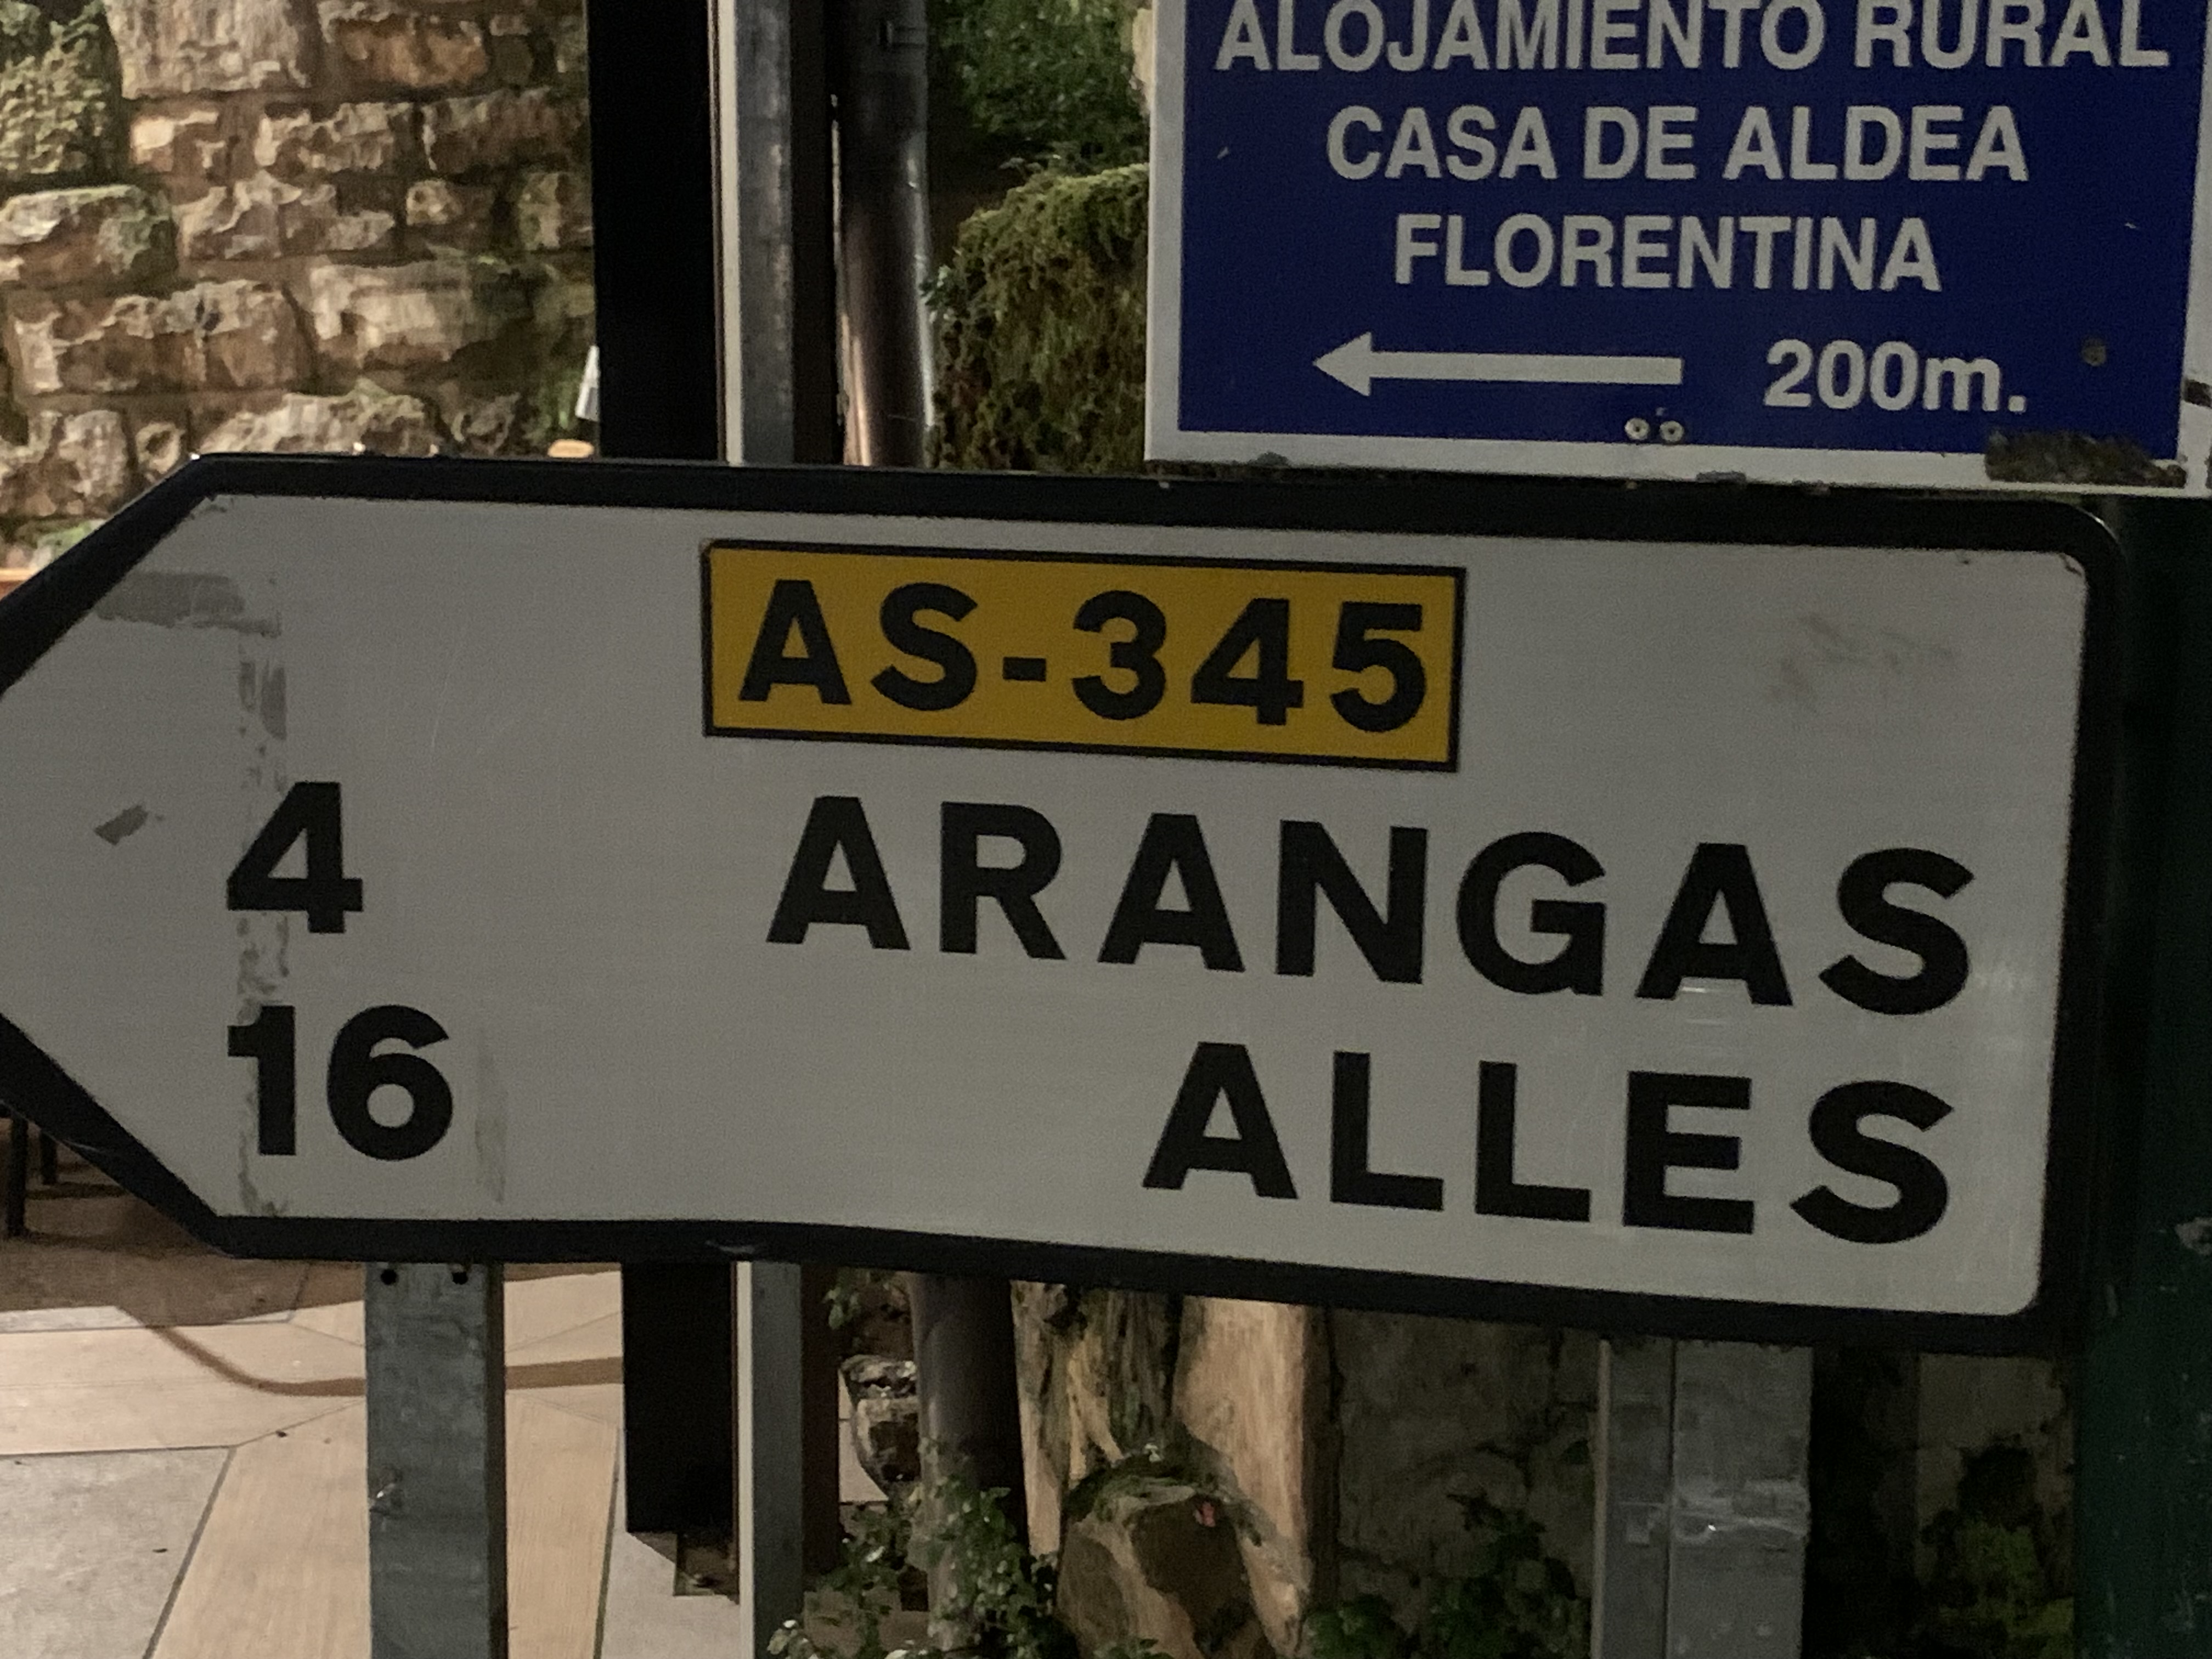 ALOJAMIENTO RURAL
CASA DE ALDEA
FLORENTINA
200m.
AS-345
4 ARANGAS
16 ALLES